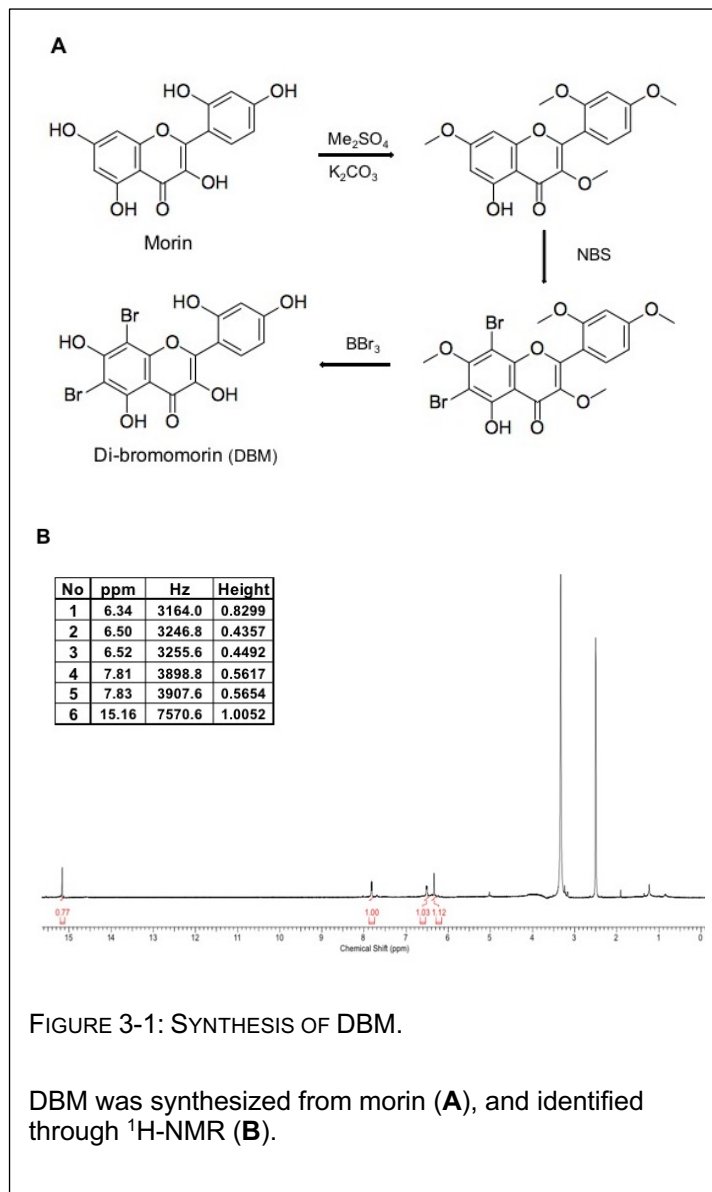 A
HO
OH
HO
O
OH
OH
O
Morin
Me₂SO₄
K₂CO₃
O
O
O
O
O
OH
O
NBS
Br
O
O
O
O
Br
O
OH
O
BBr₃
Br
HO
OH
HO
O
Br
OH
OH
O
Di-bromomorin (DBM)
B
No ppm Hz Height
1 6.34 3164.0 0.8299
2 6.50 3246.8 0.4357
3 6.52 3255.6 0.4492
4 7.81 3898.8 0.5617
5 7.83 3907.6 0.5654
6 15.16 7570.6 1.0052
0.77 1.00 1.03 1.12
15 14 13 12 11 10 9 8 7 6 5 4 3 2 1 0
Chemical Shift (ppm)
FIGURE 3-1: SYNTHESIS OF DBM.
DBM was synthesized from morin (A), and identified
through ¹H-NMR (B).